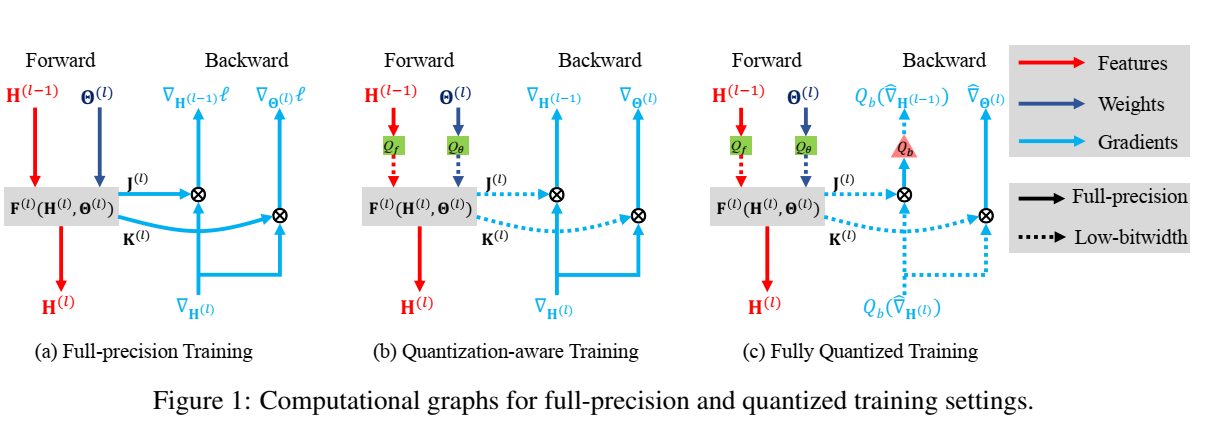 Forward Backward
𝐇^(l−1) 𝚯^(l) ∇_𝐇^(l−1) ℓ ∇_𝚯^(l) ℓ
𝐉^(l)
𝐅^(l)(𝐇^(l), 𝚯^(l))
𝐊^(l)
𝐇^(l) ∇_𝐇^(l)
(a) Full-precision Training
Forward Backward
𝐇^(l−1) 𝚯^(l) ∇_𝐇^(l−1) ∇_𝚯^(l)
Q_f Q_θ
𝐉^(l)
𝐅^(l)(𝐇^(l), 𝚯^(l))
𝐊^(l)
𝐇^(l) ∇_𝐇^(l)
(b) Quantization-aware Training
Forward Backward
𝐇^(l−1) 𝚯^(l) Q_b(∇̂_𝐇^(l−1)) ∇̂_𝚯^(l)
Q_f Q_θ Q_b
𝐉^(l)
𝐅^(l)(𝐇^(l), 𝚯^(l))
𝐊^(l)
𝐇^(l) Q_b(∇̂_𝐇^(l))
(c) Fully Quantized Training
Features
Weights
Gradients
Full-precision
Low-bitwidth
Figure 1: Computational graphs for full-precision and quantized training settings.